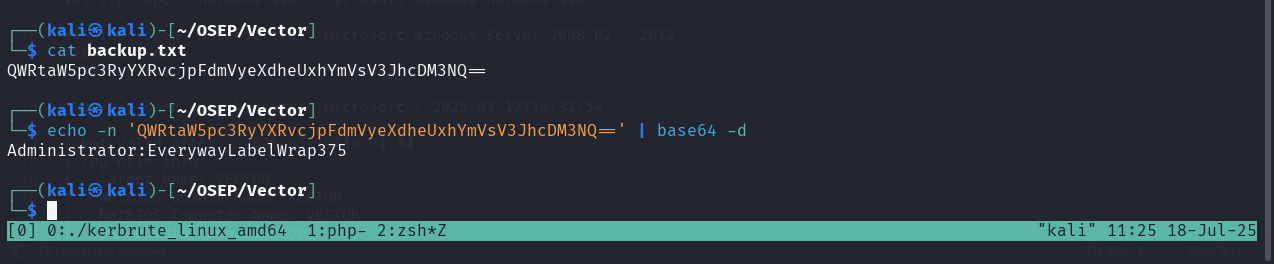 ┌──(kali㉿kali)-[~/OSEP/Vector]
└─$ cat backup.txt
QWRtaW5pc3RyYXRvcjpFdmVyeXdheUxhYmVsV3JhcDM3NQ==
┌──(kali㉿kali)-[~/OSEP/Vector]
└─$ echo -n 'QWRtaW5pc3RyYXRvcjpFdmVyeXdheUxhYmVsV3JhcDM3NQ==' | base64 -d
Administrator:EverywayLabelWrap375
┌──(kali㉿kali)-[~/OSEP/Vector]
└─$
[0] 0:./kerbrute_linux_amd64  1:php- 2:zsh*Z "kali" 11:25 18-Jul-25